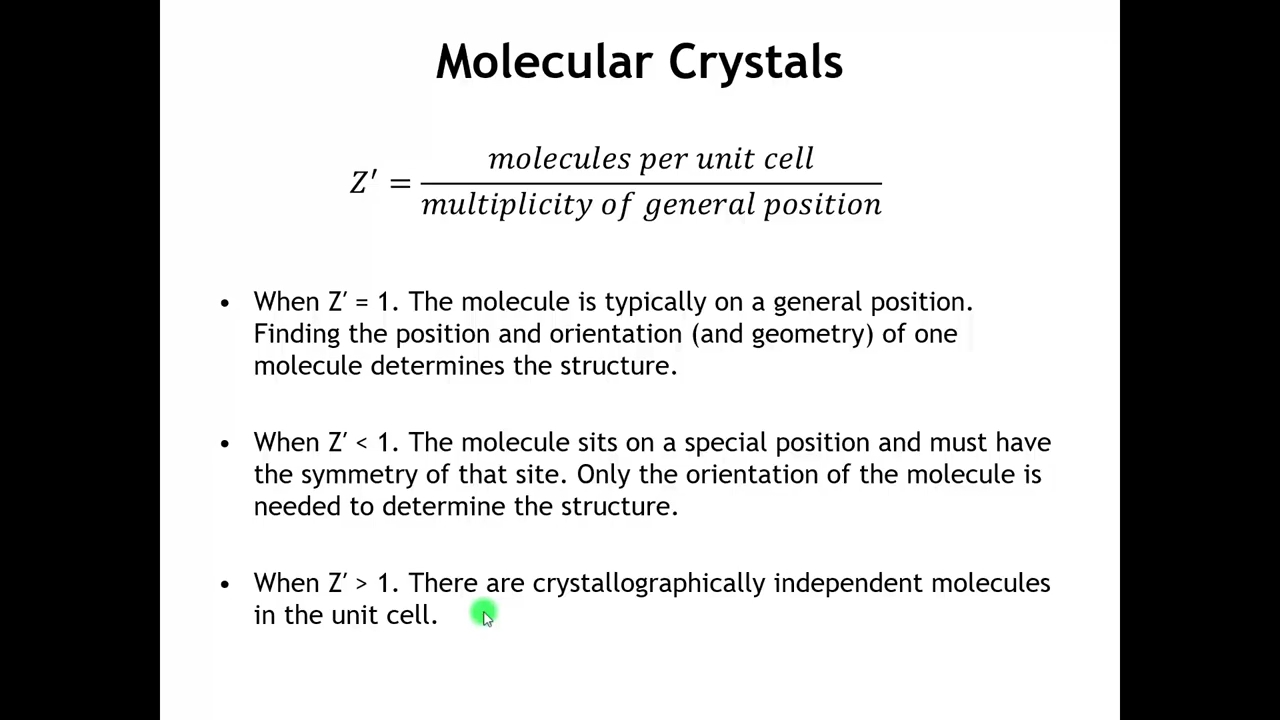 Molecular Crystals
Z′ = molecules per unit cell / multiplicity of general position
• When Z′ = 1. The molecule is typically on a general position.
Finding the position and orientation (and geometry) of one
molecule determines the structure.
• When Z′ < 1. The molecule sits on a special position and must have
the symmetry of that site. Only the orientation of the molecule is
needed to determine the structure.
• When Z′ > 1. There are crystallographically independent molecules
in the unit cell.